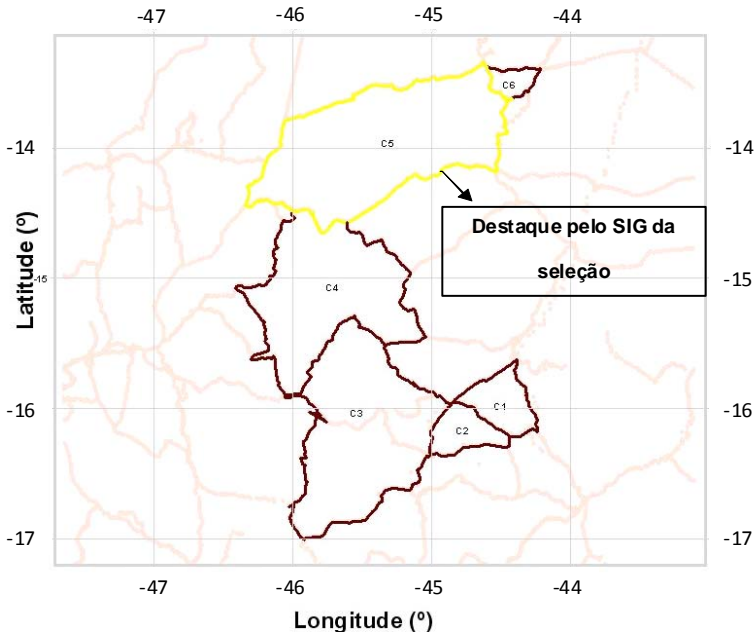 -47 -46 -45 -44
C6
-14 C5 -14
Destaque pelo SIG da
seleção
-15 -15 -15
C4
Latitude (º)
-16 C3 C2 C1 -16
-17 -17
-47 -46 -45 -44
Longitude (º)